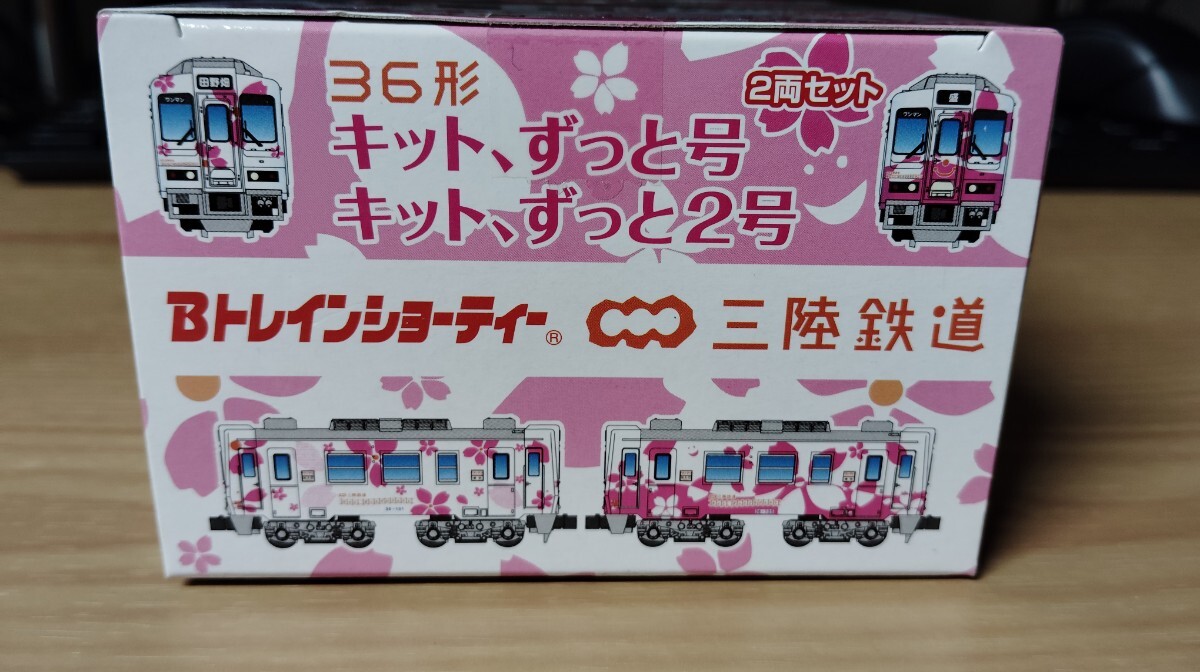 36形
2両セット
キット、ずっと号
キット、ずっと2号
田野畑
ワンマン
盛
ワンマン
Bトレインショーティー®
三陸鉄道